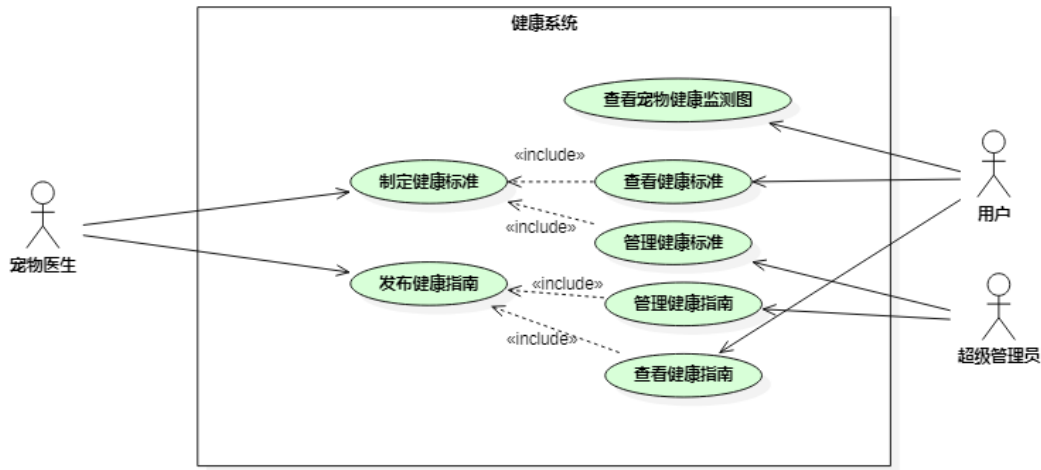 健康系统
查看宠物健康监测图
«include»
制定健康标准
查看健康标准
用户
«include»
管理健康标准
宠物医生
发布健康指南
«include»
管理健康指南
«include»
超级管理员
查看健康指南